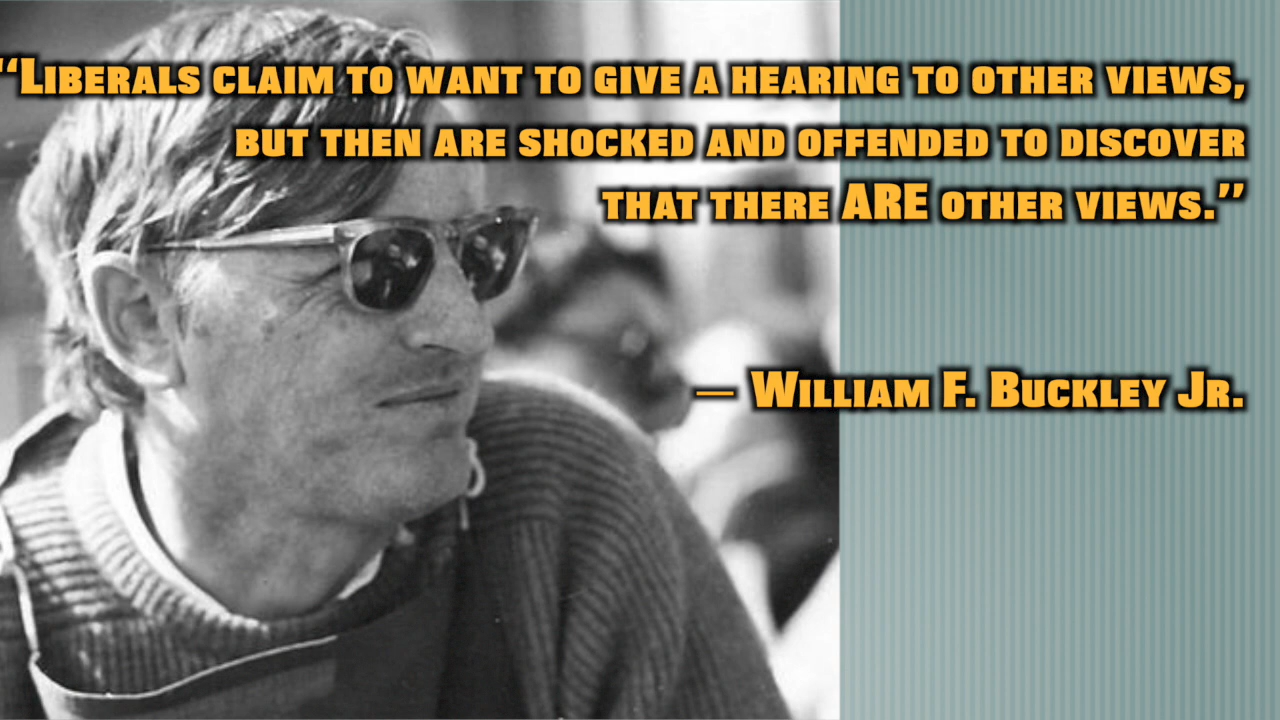 “Liberals claim to want to give a hearing to other views,
but then are shocked and offended to discover
that there ARE other views.”
— William F. Buckley Jr.